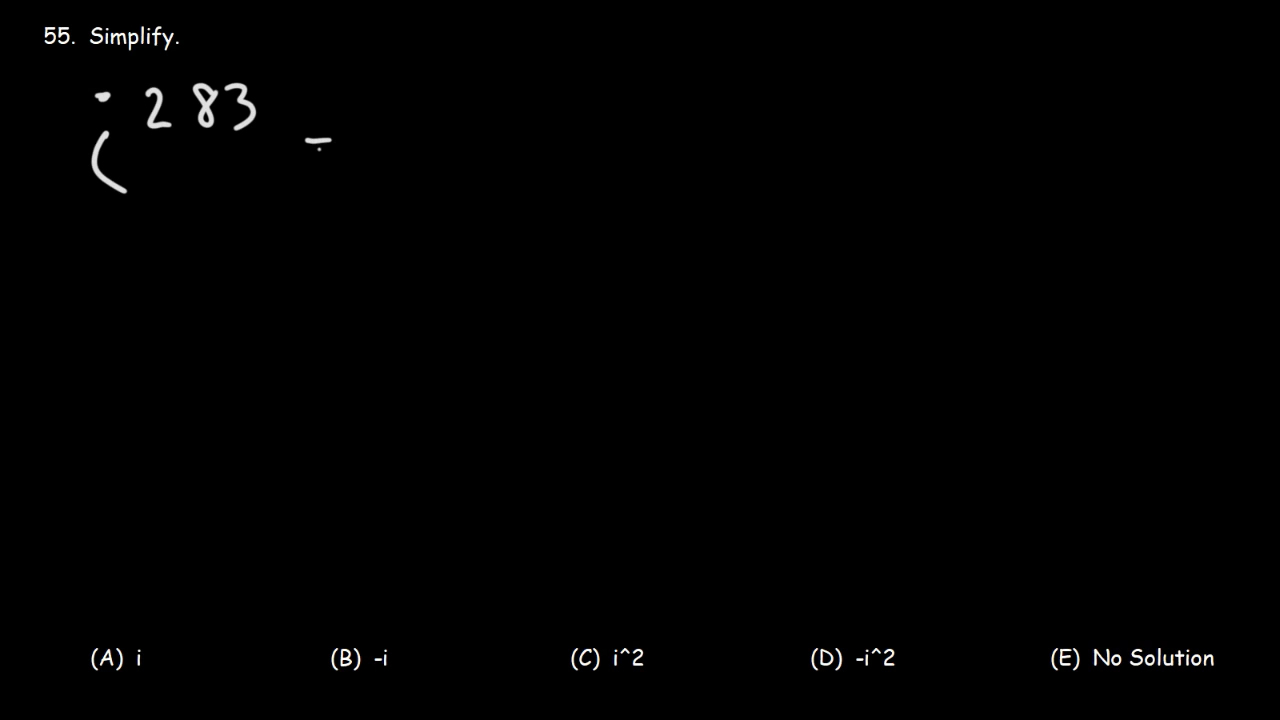 55. Simplify.
i^283 =
(A) i (B) -i (C) i^2 (D) -i^2 (E) No Solution